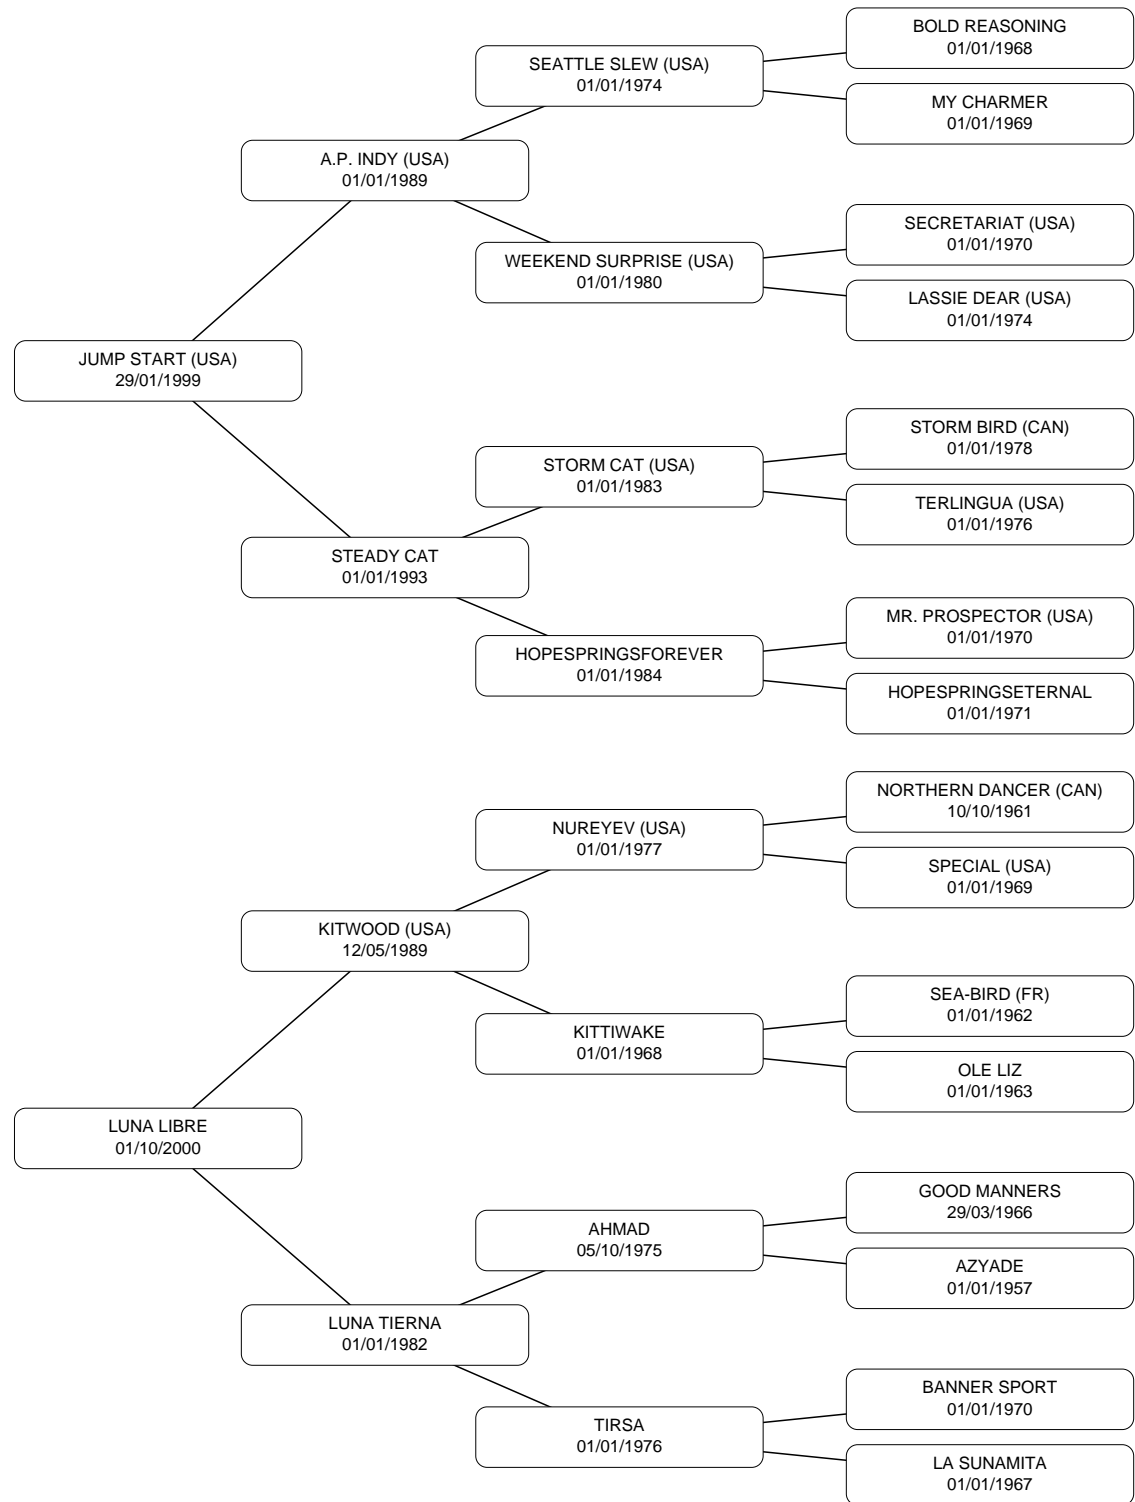 BOLD REASONING
01/01/1968
SEATTLE SLEW (USA)
01/01/1974
MY CHARMER
01/01/1969
A.P. INDY (USA)
01/01/1989
SECRETARIAT (USA)
01/01/1970
WEEKEND SURPRISE (USA)
01/01/1980
LASSIE DEAR (USA)
01/01/1974
JUMP START (USA)
29/01/1999
STORM BIRD (CAN)
01/01/1978
STORM CAT (USA)
01/01/1983
TERLINGUA (USA)
01/01/1976
STEADY CAT
01/01/1993
MR. PROSPECTOR (USA)
01/01/1970
HOPESPRINGSFOREVER
01/01/1984
HOPESPRINGSETERNAL
01/01/1971
NORTHERN DANCER (CAN)
10/10/1961
NUREYEV (USA)
01/01/1977
SPECIAL (USA)
01/01/1969
KITWOOD (USA)
12/05/1989
SEA-BIRD (FR)
01/01/1962
KITTIWAKE
01/01/1968
OLE LIZ
01/01/1963
LUNA LIBRE
01/10/2000
GOOD MANNERS
29/03/1966
AHMAD
05/10/1975
AZYADE
01/01/1957
LUNA TIERNA
01/01/1982
BANNER SPORT
01/01/1970
TIRSA
01/01/1976
LA SUNAMITA
01/01/1967